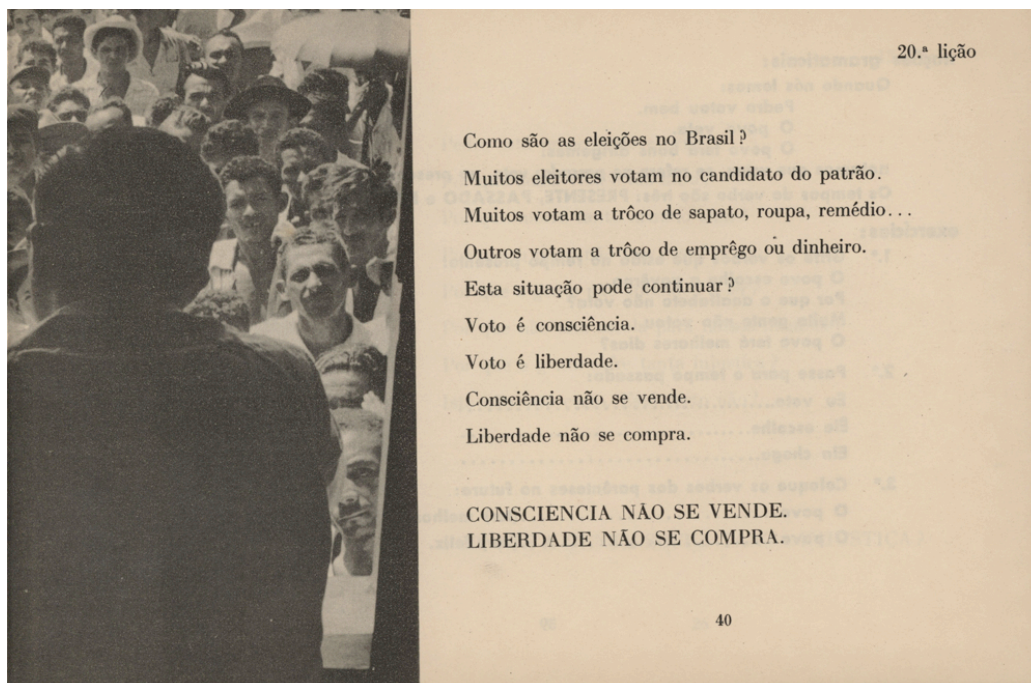 20.ª lição
Como são as eleições no Brasil?
Muitos eleitores votam no candidato do patrão.
Muitos votam a trôco de sapato, roupa, remédio...
Outros votam a trôco de emprêgo ou dinheiro.
Esta situação pode continuar?
Voto é consciência.
Voto é liberdade.
Consciência não se vende.
Liberdade não se compra.
CONSCIENCIA NÃO SE VENDE.
LIBERDADE NÃO SE COMPRA.
40